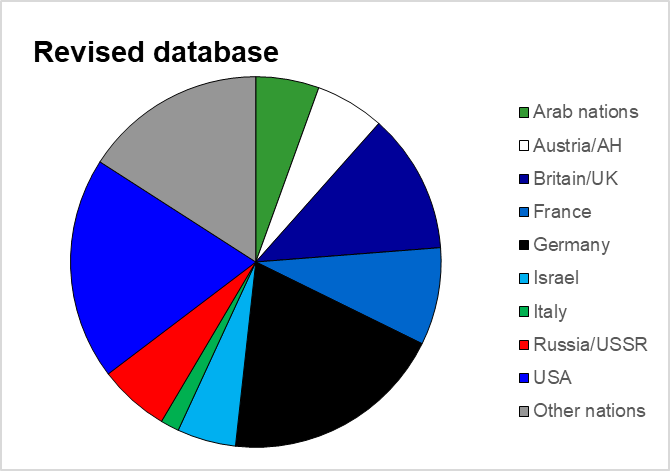 Revised database
Arab nations
Austria/AH
Britain/UK
France
Germany
Israel
Italy
Russia/USSR
USA
Other nations